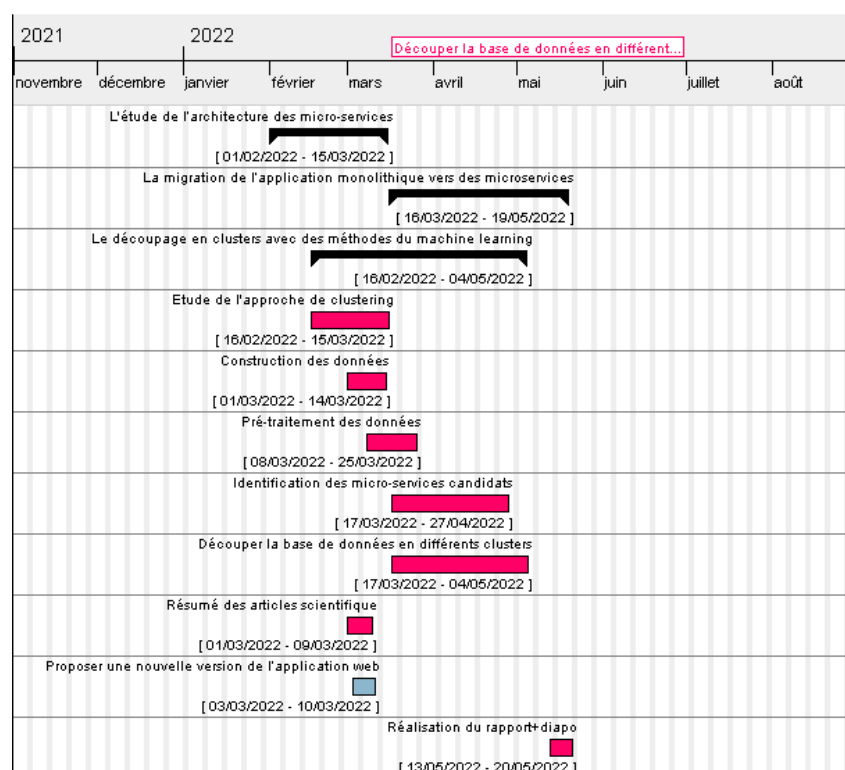 2021
2022
Découper la base de données en différent...
novembre décembre janvier février mars avril mai juin juillet août
L'étude de l'architecture des micro-services
[ 01/02/2022 - 15/03/2022 ]
La migration de l'application monolithique vers des microservices
[ 16/03/2022 - 19/05/2022 ]
Le découpage en clusters avec des méthodes du machine learning
[ 16/02/2022 - 04/05/2022 ]
Etude de l'approche de clustering
[ 16/02/2022 - 15/03/2022 ]
Construction des données
[ 01/03/2022 - 14/03/2022 ]
Pré-traitement des données
[ 08/03/2022 - 25/03/2022 ]
Identification des micro-services candidats
[ 17/03/2022 - 27/04/2022 ]
Découper la base de données en différents clusters
[ 17/03/2022 - 04/05/2022 ]
Résumé des articles scientifique
[ 01/03/2022 - 09/03/2022 ]
Proposer une nouvelle version de l'application web
[ 03/03/2022 - 10/03/2022 ]
Réalisation du rapport+diapo
[ 13/05/2022 - 20/05/2022 ]